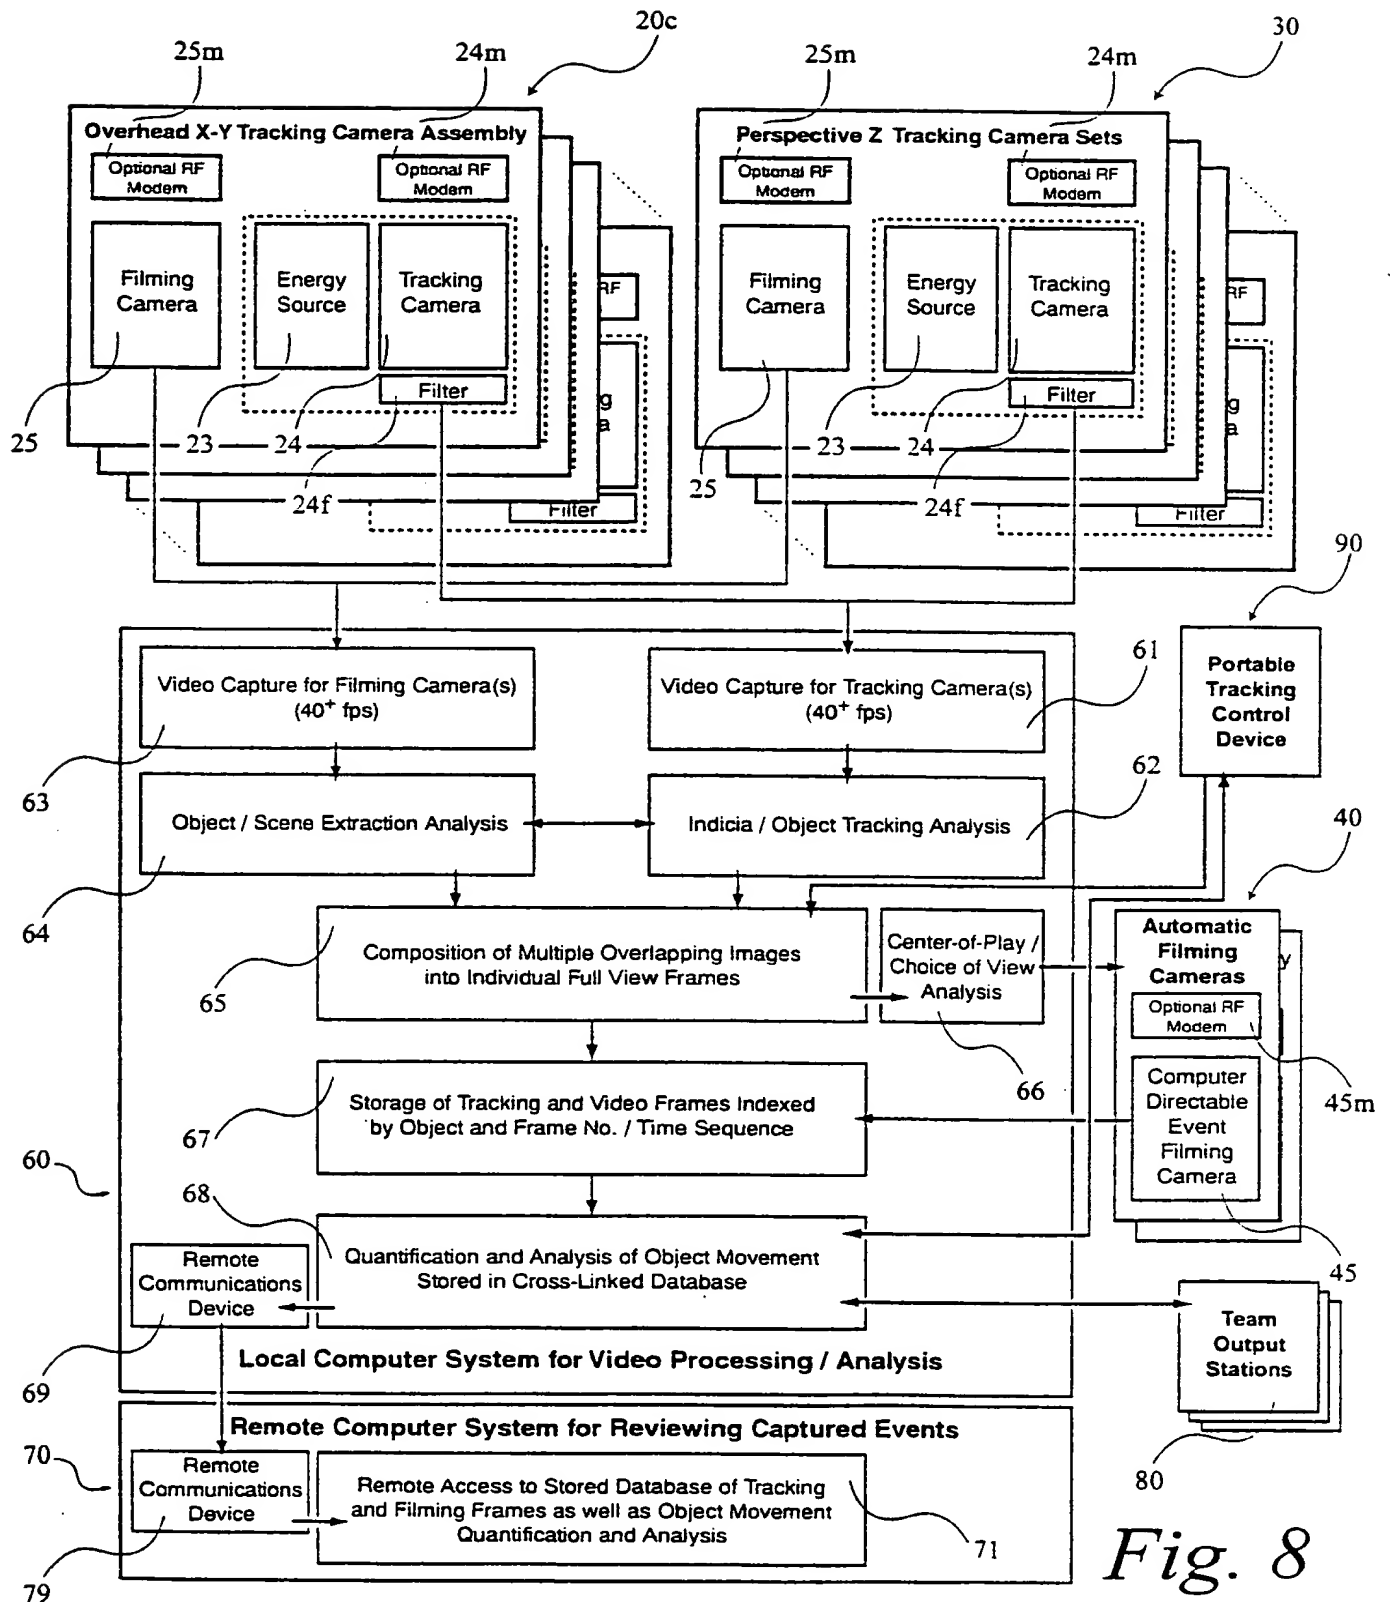 20c
30
25m
24m
25m
24m
Overhead X-Y Tracking Camera Assembly
Optional RF
Modem
Optional RF
Modem
Filming
Camera
Energy
Source
Tracking
Camera
Filter
RF
g
a
Filter
25
23
24
24f
Perspective Z Tracking Camera Sets
Optional RF
Modem
Optional RF
Modem
Filming
Camera
Energy
Source
Tracking
Camera
Filter
RF
g
a
Filter
25
23
24
24f
90
Portable
Tracking
Control
Device
61
Video Capture for Filming Camera(s)
(40+ fps)
Video Capture for Tracking Camera(s)
(40+ fps)
63
62
Object / Scene Extraction Analysis
Indicia / Object Tracking Analysis
64
40
Composition of Multiple Overlapping Images
into Individual Full View Frames
65
Center-of-Play /
Choice of View
Analysis
66
Automatic
Filming
Cameras
y
Optional RF
Modem
45m
Computer
Directable
Event
Filming
Camera
45
Storage of Tracking and Video Frames Indexed
by Object and Frame No. / Time Sequence
67
60
68
Quantification and Analysis of Object Movement
Stored in Cross-Linked Database
Remote
Communications
Device
69
Team
Output
Stations
80
Local Computer System for Video Processing / Analysis
Remote Computer System for Reviewing Captured Events
70
Remote
Communications
Device
79
Remote Access to Stored Database of Tracking
and Filming Frames as well as Object Movement
Quantification and Analysis
71
Fig. 8